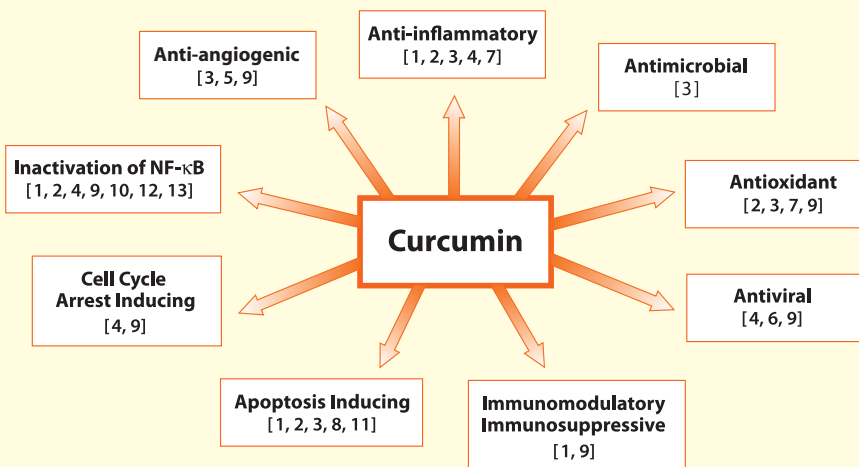 Anti-inflammatory
[1, 2, 3, 4, 7]
Anti-angiogenic
[3, 5, 9]
Antimicrobial
[3]
Inactivation of NF-κB
[1, 2, 4, 9, 10, 12, 13]
Antioxidant
[2, 3, 7, 9]
Curcumin
Cell Cycle
Arrest Inducing
[4, 9]
Antiviral
[4, 6, 9]
Apoptosis Inducing
[1, 2, 3, 8, 11]
Immunomodulatory
Immunosuppressive
[1, 9]